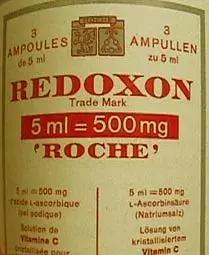 3 3
AMPOULES AMPULLEN
de 5 ml zu 5 ml
REDOXON
Trade Mark
5 ml = 500 mg
'ROCHE'
5 ml = 500 mg 5 ml = 500 mg
L-ascorbique L-Ascorbinsäure
(sel sodique) (Natriumsalz)
Solution de Lösung von
Vitamine C kristallisiertem
cristallisée pour Vitamin C